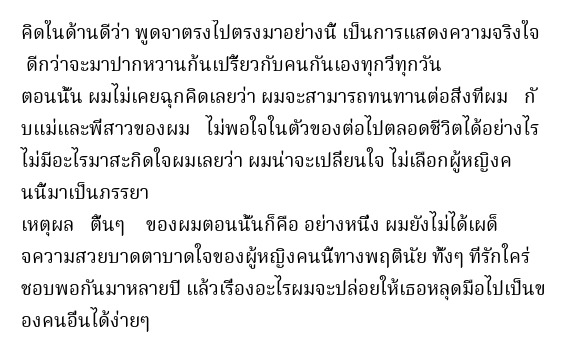 คิดในด้านดีว่า พูดจาตรงไปตรงมาอย่างนี้ เป็นการแสดงความจริงใจ
 ดีกว่าจะมาปากหวานก้นเปรี้ยวกับคนกันเองทุกวี่ทุกวัน
ตอนนั้น ผมไม่เคยฉุกคิดเลยว่า ผมจะสามารถทนทานต่อสิ่งที่ผม   กั
บแม่และพี่สาวของผม   ไม่พอใจในตัวของต่อไปตลอดชีวิตได้อย่างไร
ไม่มีอะไรมาสะกิดใจผมเลยว่า ผมน่าจะเปลี่ยนใจ ไม่เลือกผู้หญิงค
นนี้มาเป็นภรรยา
เหตุผล   ตื้นๆ    ของผมตอนนั้นก็คือ อย่างหนึ่ง ผมยังไม่ได้เผด็
จความสวยบาดตาบาดใจของผู้หญิงคนนี้ทางพฤตินัย ทั้งๆ ที่รักใคร่
ชอบพอกันมาหลายปี แล้วเรื่องอะไรผมจะปล่อยให้เธอหลุดมือไปเป็นข
องคนอื่นได้ง่ายๆ